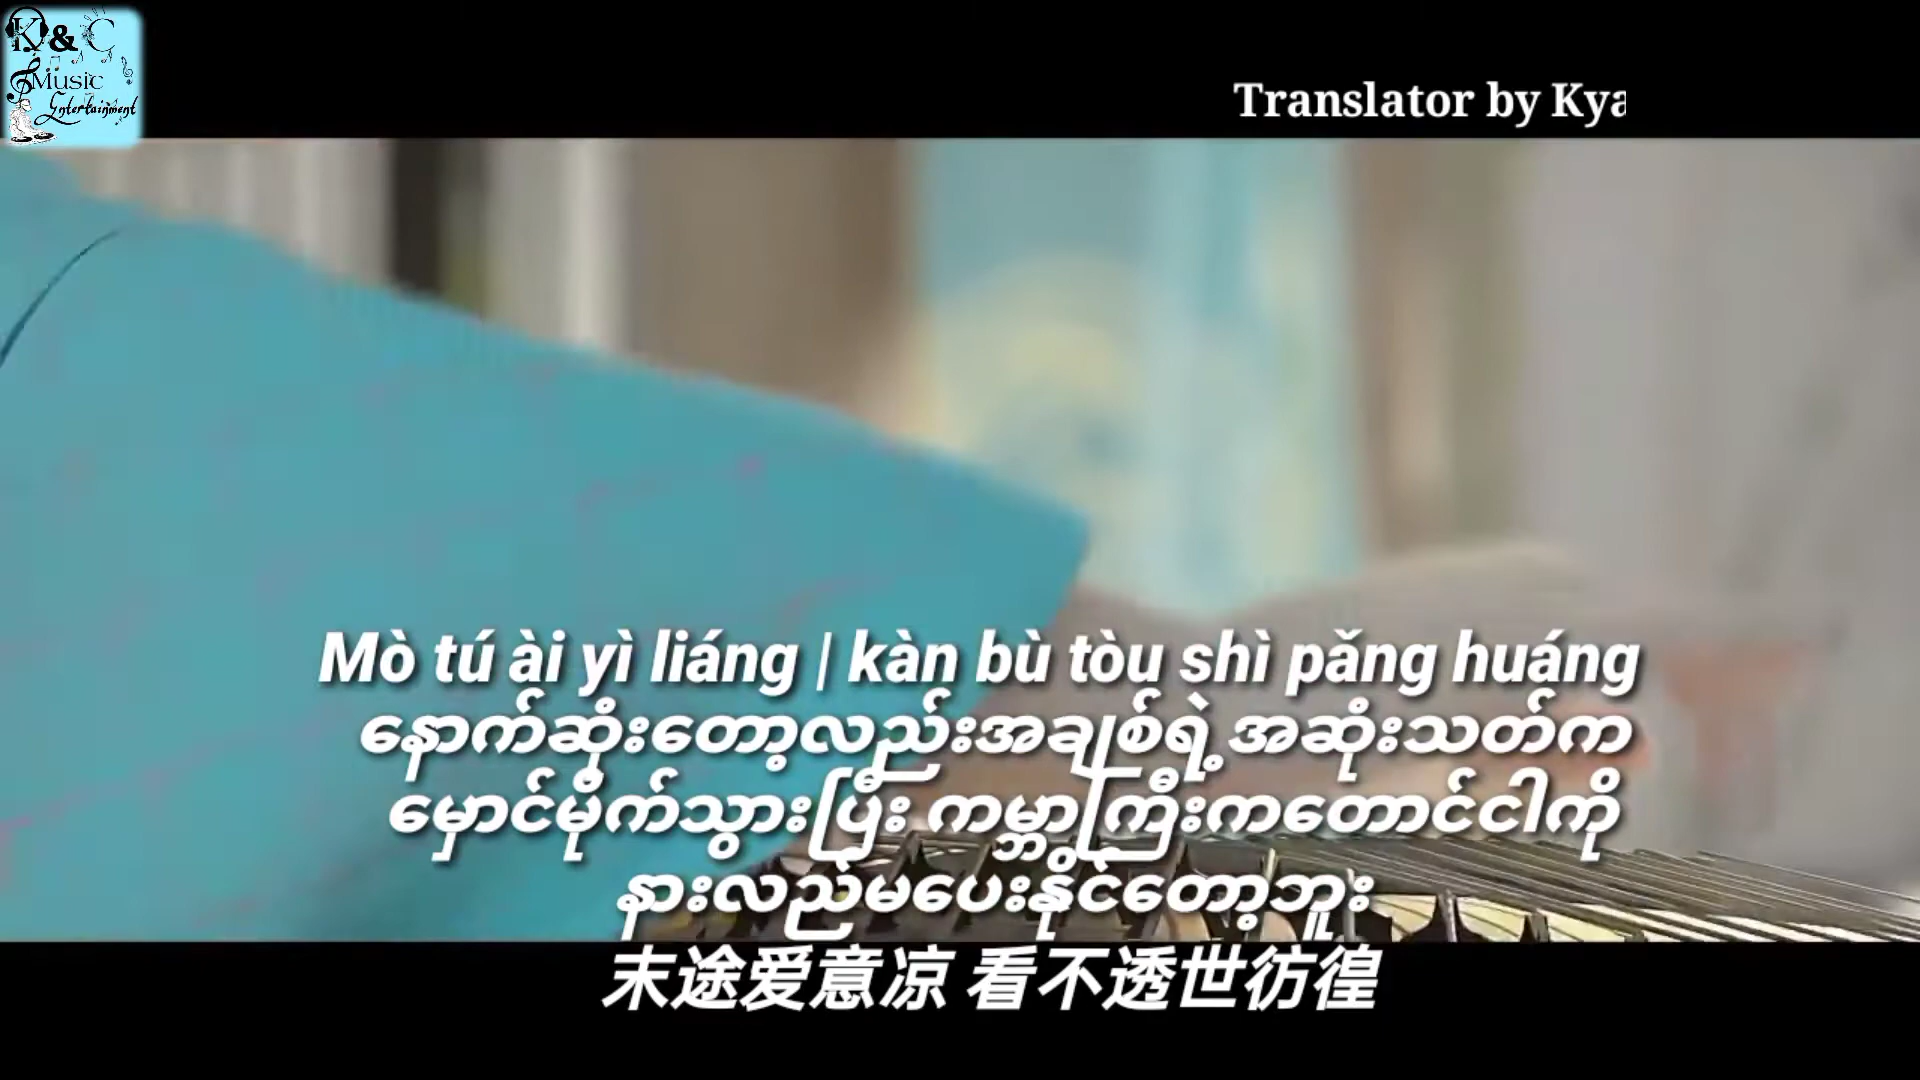 K & C
Music
Entertainment
Translator by Kya
Mò tú ài yì liáng | kàn bù tòu shì pǎng huáng
နောက်ဆုံးတော့လည်းအချစ်ရဲ့အဆုံးသတ်က
မှောင်မိုက်သွားပြီး ကမ္ဘာကြီးကတောင်ငါကို
နားလည်မပေးနိုင်တော့ဘူး
末途爱意凉 看不透世彷徨